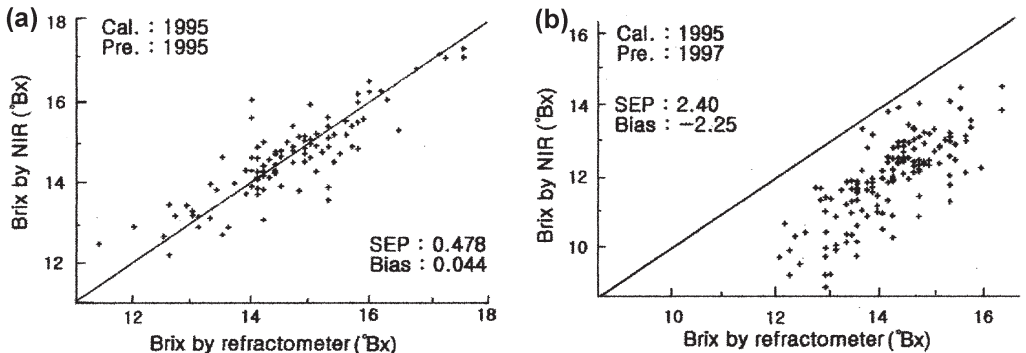 (a)
18
Cal. : 1995
Pre. : 1995
16
14
12
Brix by NIR (°Bx)
SEP : 0.478
Bias : 0.044
12
14
16
18
Brix by refractometer (°Bx)
(b)
16
Cal. : 1995
Pre. : 1997
SEP : 2.40
Bias : −2.25
14
12
10
Brix by NIR (°Bx)
10
12
14
16
Brix by refractometer (°Bx)